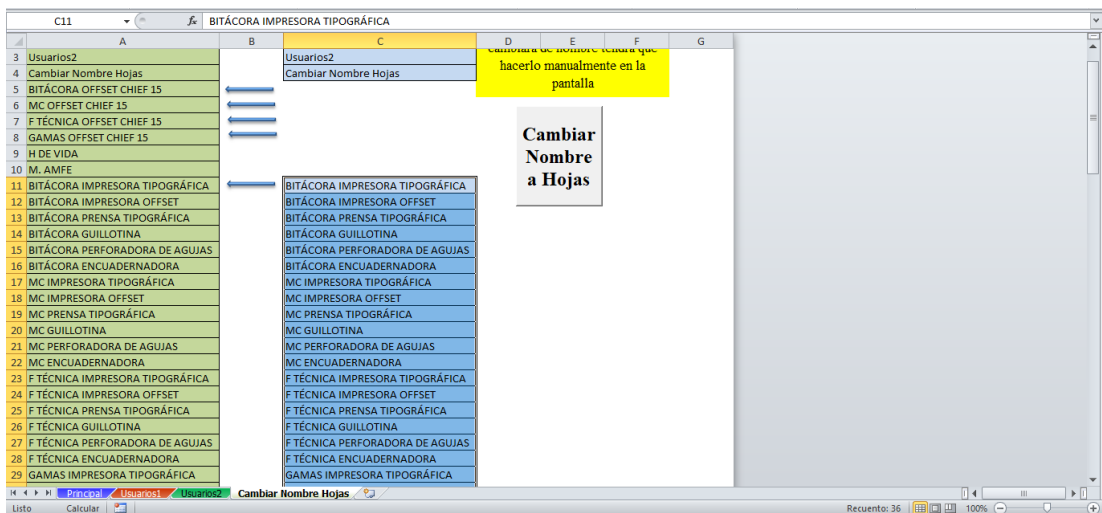 C11 fx BITÁCORA IMPRESORA TIPOGRÁFICA
A B C D E F G
3 Usuarios2 Usuarios2 cambiara de nombre tendrá que
4 Cambiar Nombre Hojas Cambiar Nombre Hojas hacerlo manualmente en la
5 BITÁCORA OFFSET CHIEF 15 pantalla
6 MC OFFSET CHIEF 15
7 F TÉCNICA OFFSET CHIEF 15
8 GAMAS OFFSET CHIEF 15 Cambiar
9 H DE VIDA Nombre
10 M. AMFE a Hojas
11 BITÁCORA IMPRESORA TIPOGRÁFICA BITÁCORA IMPRESORA TIPOGRÁFICA
12 BITÁCORA IMPRESORA OFFSET BITÁCORA IMPRESORA OFFSET
13 BITÁCORA PRENSA TIPOGRÁFICA BITÁCORA PRENSA TIPOGRÁFICA
14 BITÁCORA GUILLOTINA BITÁCORA GUILLOTINA
15 BITÁCORA PERFORADORA DE AGUJAS BITÁCORA PERFORADORA DE AGUJAS
16 BITÁCORA ENCUADERNADORA BITÁCORA ENCUADERNADORA
17 MC IMPRESORA TIPOGRÁFICA MC IMPRESORA TIPOGRÁFICA
18 MC IMPRESORA OFFSET MC IMPRESORA OFFSET
19 MC PRENSA TIPOGRÁFICA MC PRENSA TIPOGRÁFICA
20 MC GUILLOTINA MC GUILLOTINA
21 MC PERFORADORA DE AGUJAS MC PERFORADORA DE AGUJAS
22 MC ENCUADERNADORA MC ENCUADERNADORA
23 F TÉCNICA IMPRESORA TIPOGRÁFICA F TÉCNICA IMPRESORA TIPOGRÁFICA
24 F TÉCNICA IMPRESORA OFFSET F TÉCNICA IMPRESORA OFFSET
25 F TÉCNICA PRENSA TIPOGRÁFICA F TÉCNICA PRENSA TIPOGRÁFICA
26 F TÉCNICA GUILLOTINA F TÉCNICA GUILLOTINA
27 F TÉCNICA PERFORADORA DE AGUJAS F TÉCNICA PERFORADORA DE AGUJAS
28 F TÉCNICA ENCUADERNADORA F TÉCNICA ENCUADERNADORA
29 GAMAS IMPRESORA TIPOGRÁFICA GAMAS IMPRESORA TIPOGRÁFICA
Principal Usuarios1 Usuarios2 Cambiar Nombre Hojas
Listo Calcular Recuento: 36 100%